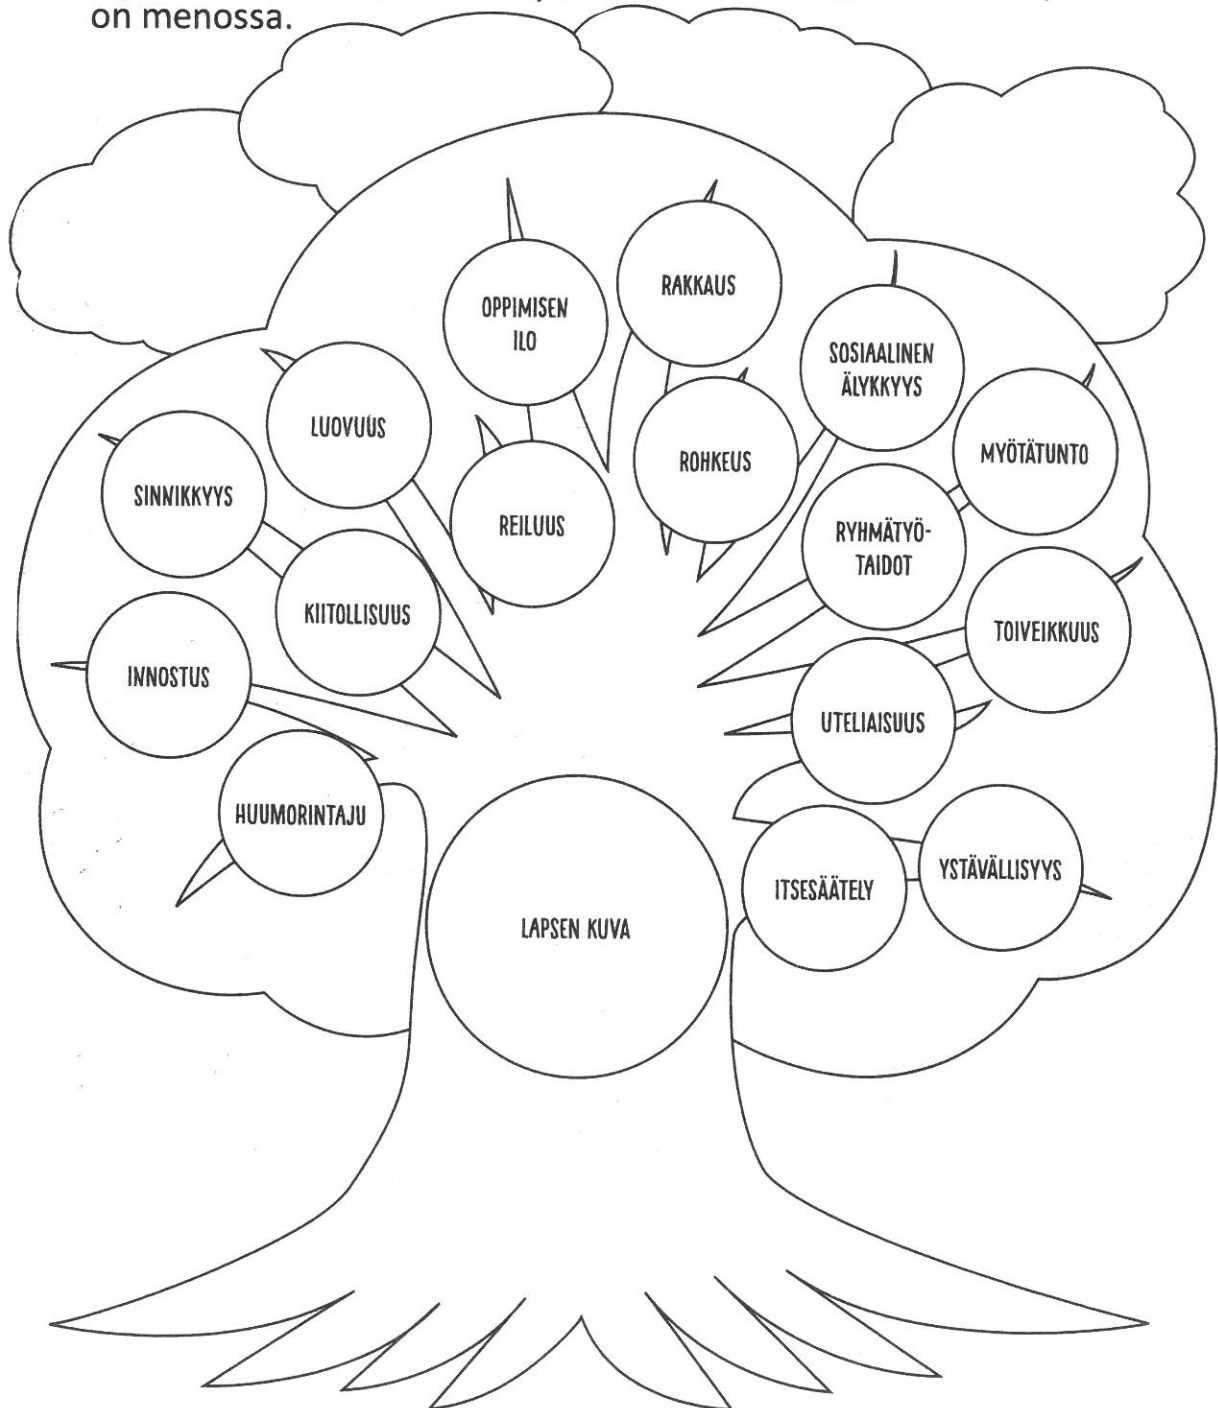 on menossa.
OPPIMISEN
ILO
RAKKAUS
SOSIAALINEN
ÄLYKKYYS
LUOVUUS
ROHKEUS
MYÖTÄTUNTO
SINNIKKYYS
REILUUS
RYHMÄTYÖ-
TAIDOT
KIITOLLISUUS
TOIVEIKKUUS
INNOSTUS
UTELIAISUUS
HUUMORINTAJU
ITSESÄÄTELY
YSTÄVÄLLISYYS
LAPSEN KUVA